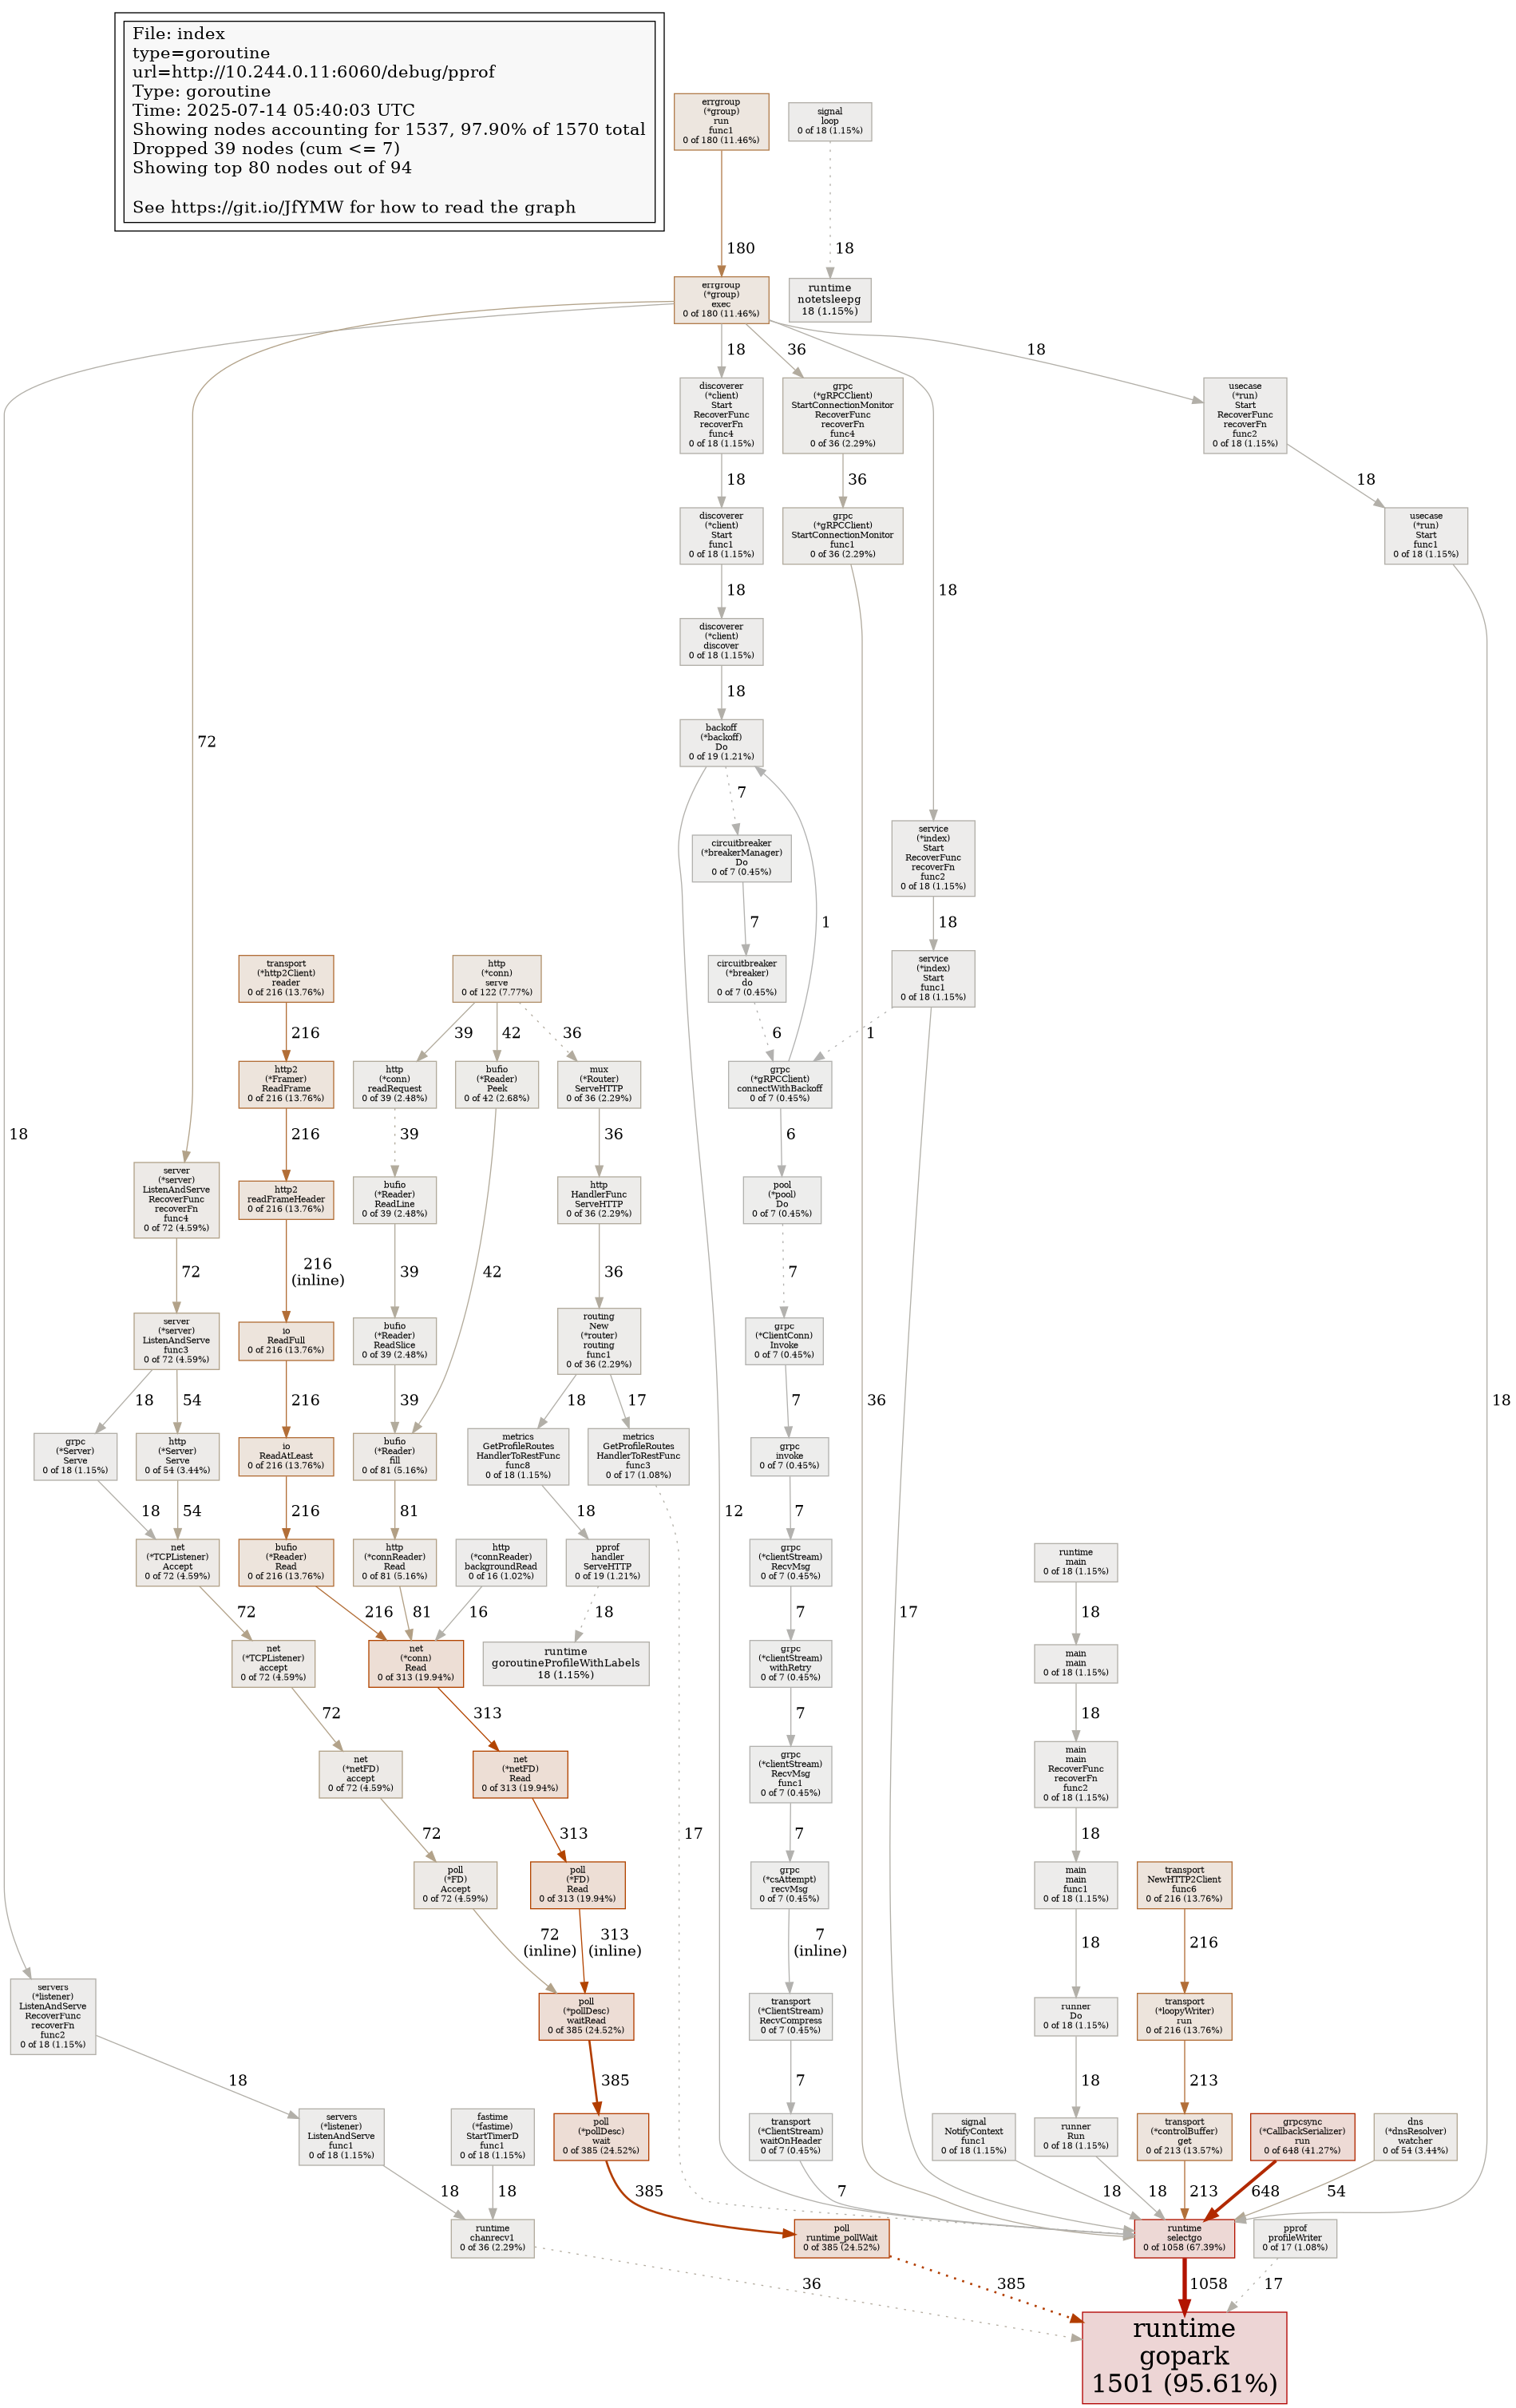 File: index
type=goroutine
url=http://10.244.0.11:6060/debug/pprof
Type: goroutine
Time: 2025-07-14 05:40:03 UTC
Showing nodes accounting for 1537, 97.90% of 1570 total
Dropped 39 nodes (cum <= 7)
Showing top 80 nodes out of 94
See https://git.io/JfYMW for how to read the graph
errgroup
(*group)
run
func1
0 of 180 (11.46%)
signal
loop
0 of 18 (1.15%)
180
18
errgroup
(*group)
exec
0 of 180 (11.46%)
runtime
notetsleepg
18 (1.15%)
18
36
18
discoverer
(*client)
Start
RecoverFunc
recoverFn
func4
0 of 18 (1.15%)
grpc
(*gRPCClient)
StartConnectionMonitor
RecoverFunc
recoverFn
func4
0 of 36 (2.29%)
usecase
(*run)
Start
RecoverFunc
recoverFn
func2
0 of 18 (1.15%)
18
36
18
discoverer
(*client)
Start
func1
0 of 18 (1.15%)
grpc
(*gRPCClient)
StartConnectionMonitor
func1
0 of 36 (2.29%)
usecase
(*run)
Start
func1
0 of 18 (1.15%)
18
18
discoverer
(*client)
discover
0 of 18 (1.15%)
18
72
backoff
(*backoff)
Do
0 of 19 (1.21%)
7
circuitbreaker
(*breakerManager)
Do
0 of 7 (0.45%)
service
(*index)
Start
RecoverFunc
recoverFn
func2
0 of 18 (1.15%)
7
1
18
transport
(*http2Client)
reader
0 of 216 (13.76%)
http
(*conn)
serve
0 of 122 (7.77%)
circuitbreaker
(*breaker)
do
0 of 7 (0.45%)
service
(*index)
Start
func1
0 of 18 (1.15%)
216
39
42
36
6
1
http2
(*Framer)
ReadFrame
0 of 216 (13.76%)
http
(*conn)
readRequest
0 of 39 (2.48%)
bufio
(*Reader)
Peek
0 of 42 (2.68%)
mux
(*Router)
ServeHTTP
0 of 36 (2.29%)
grpc
(*gRPCClient)
connectWithBackoff
0 of 7 (0.45%)
18
216
39
36
6
server
(*server)
ListenAndServe
RecoverFunc
recoverFn
func4
0 of 72 (4.59%)
http2
readFrameHeader
0 of 216 (13.76%)
bufio
(*Reader)
ReadLine
0 of 39 (2.48%)
http
HandlerFunc
ServeHTTP
0 of 36 (2.29%)
pool
(*pool)
Do
0 of 7 (0.45%)
72
216
(inline)
39
42
36
7
server
(*server)
ListenAndServe
func3
0 of 72 (4.59%)
io
ReadFull
0 of 216 (13.76%)
bufio
(*Reader)
ReadSlice
0 of 39 (2.48%)
routing
New
(*router)
routing
func1
0 of 36 (2.29%)
grpc
(*ClientConn)
Invoke
0 of 7 (0.45%)
18
54
216
39
18
17
7
36
18
grpc
(*Server)
Serve
0 of 18 (1.15%)
http
(*Server)
Serve
0 of 54 (3.44%)
io
ReadAtLeast
0 of 216 (13.76%)
bufio
(*Reader)
fill
0 of 81 (5.16%)
metrics
GetProfileRoutes
HandlerToRestFunc
func8
0 of 18 (1.15%)
metrics
GetProfileRoutes
HandlerToRestFunc
func3
0 of 17 (1.08%)
grpc
invoke
0 of 7 (0.45%)
18
54
216
81
18
12
7
net
(*TCPListener)
Accept
0 of 72 (4.59%)
bufio
(*Reader)
Read
0 of 216 (13.76%)
http
(*connReader)
Read
0 of 81 (5.16%)
http
(*connReader)
backgroundRead
0 of 16 (1.02%)
pprof
handler
ServeHTTP
0 of 19 (1.21%)
grpc
(*clientStream)
RecvMsg
0 of 7 (0.45%)
runtime
main
0 of 18 (1.15%)
72
216
81
16
18
7
17
18
net
(*TCPListener)
accept
0 of 72 (4.59%)
net
(*conn)
Read
0 of 313 (19.94%)
runtime
goroutineProfileWithLabels
18 (1.15%)
grpc
(*clientStream)
withRetry
0 of 7 (0.45%)
main
main
0 of 18 (1.15%)
72
313
7
18
net
(*netFD)
accept
0 of 72 (4.59%)
net
(*netFD)
Read
0 of 313 (19.94%)
grpc
(*clientStream)
RecvMsg
func1
0 of 7 (0.45%)
main
main
RecoverFunc
recoverFn
func2
0 of 18 (1.15%)
72
313
17
7
18
poll
(*FD)
Accept
0 of 72 (4.59%)
poll
(*FD)
Read
0 of 313 (19.94%)
grpc
(*csAttempt)
recvMsg
0 of 7 (0.45%)
main
main
func1
0 of 18 (1.15%)
transport
NewHTTP2Client
func6
0 of 216 (13.76%)
72
(inline)
313
(inline)
7
(inline)
18
216
servers
(*listener)
ListenAndServe
RecoverFunc
recoverFn
func2
0 of 18 (1.15%)
poll
(*pollDesc)
waitRead
0 of 385 (24.52%)
transport
(*ClientStream)
RecvCompress
0 of 7 (0.45%)
runner
Do
0 of 18 (1.15%)
transport
(*loopyWriter)
run
0 of 216 (13.76%)
18
385
7
18
213
servers
(*listener)
ListenAndServe
func1
0 of 18 (1.15%)
fastime
(*fastime)
StartTimerD
func1
0 of 18 (1.15%)
poll
(*pollDesc)
wait
0 of 385 (24.52%)
transport
(*ClientStream)
waitOnHeader
0 of 7 (0.45%)
signal
NotifyContext
func1
0 of 18 (1.15%)
runner
Run
0 of 18 (1.15%)
transport
(*controlBuffer)
get
0 of 213 (13.57%)
grpcsync
(*CallbackSerializer)
run
0 of 648 (41.27%)
dns
(*dnsResolver)
watcher
0 of 54 (3.44%)
18
18
385
7
18
18
213
648
54
runtime
chanrecv1
0 of 36 (2.29%)
poll
runtime_pollWait
0 of 385 (24.52%)
runtime
selectgo
0 of 1058 (67.39%)
pprof
profileWriter
0 of 17 (1.08%)
36
385
1058
17
runtime
gopark
1501 (95.61%)